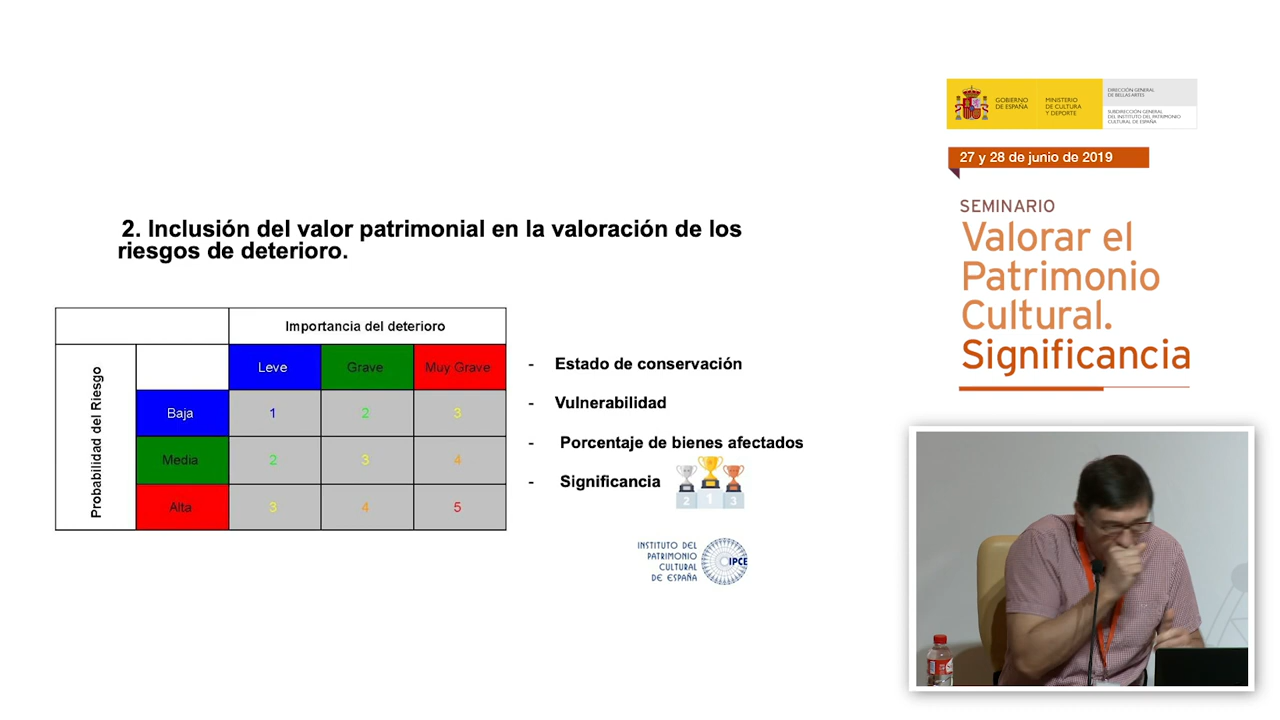 2. Inclusión del valor patrimonial en la valoración de los
riesgos de deterioro.
Importancia del deterioro
Probabilidad del Riesgo
Leve
Grave
Muy Grave
Baja
1
2
3
Media
2
3
4
Alta
3
4
5
- Estado de conservación
- Vulnerabilidad
- Porcentaje de bienes afectados
- Significancia
2
1
3
INSTITUTO DEL
PATRIMONIO
CULTURAL
DE ESPAÑA
IPCE
GOBIERNO
DE ESPAÑA
MINISTERIO
DE CULTURA
Y DEPORTE
DIRECCIÓN GENERAL
DE BELLAS ARTES
SUBDIRECCIÓN GENERAL
DEL INSTITUTO DEL PATRIMONIO
CULTURAL DE ESPAÑA
27 y 28 de junio de 2019
SEMINARIO
Valorar el
Patrimonio
Cultural.
Significancia